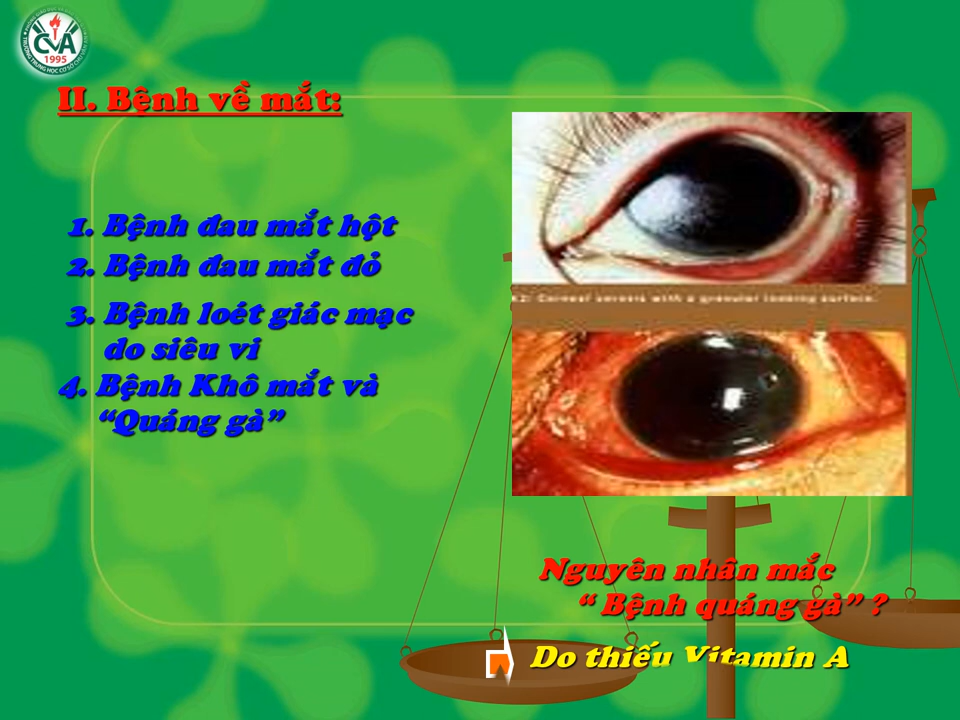 CVA
1995
II. Bệnh về mắt:
1. Bệnh đau mắt hột
2. Bệnh đau mắt đỏ
3. Bệnh loét giác mạc
do siêu vi
4. Bệnh Khô mắt và
“Quáng gà”
with a granular looking surface.
Nguyên nhân mắc
“ Bệnh quáng gà” ?
Do thiếu Vitamin A